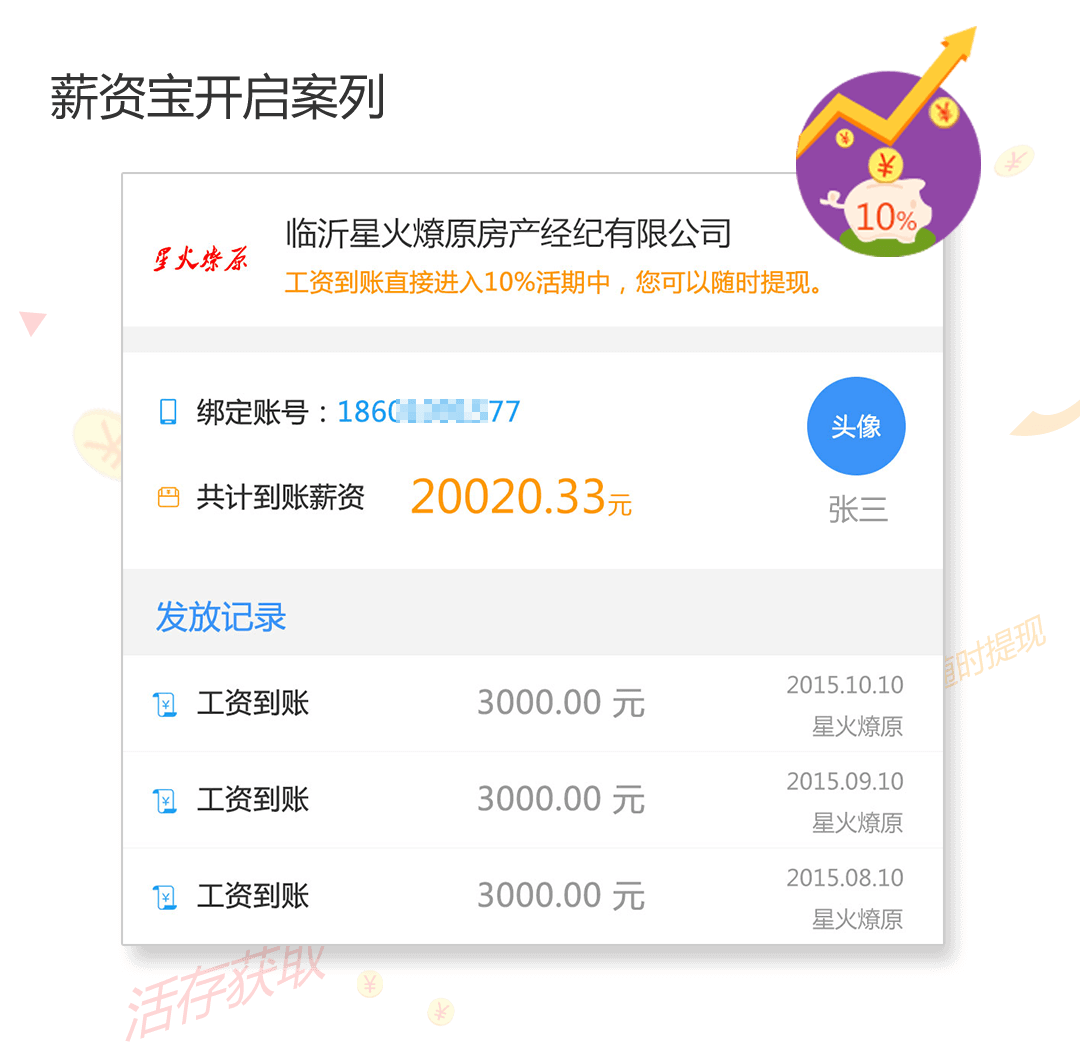 薪资宝开启案列
10%
星火燎原
临沂星火燎原房产经纪有限公司
工资到账直接进入10%活期中，您可以随时提现。
绑定账号：1860 77
头像
共计到账薪资 20020.33元
张三
发放记录
工资到账 3000.00 元 2015.10.10
星火燎原
工资到账 3000.00 元 2015.09.10
星火燎原
工资到账 3000.00 元 2015.08.10
星火燎原
随时提现
活存获取